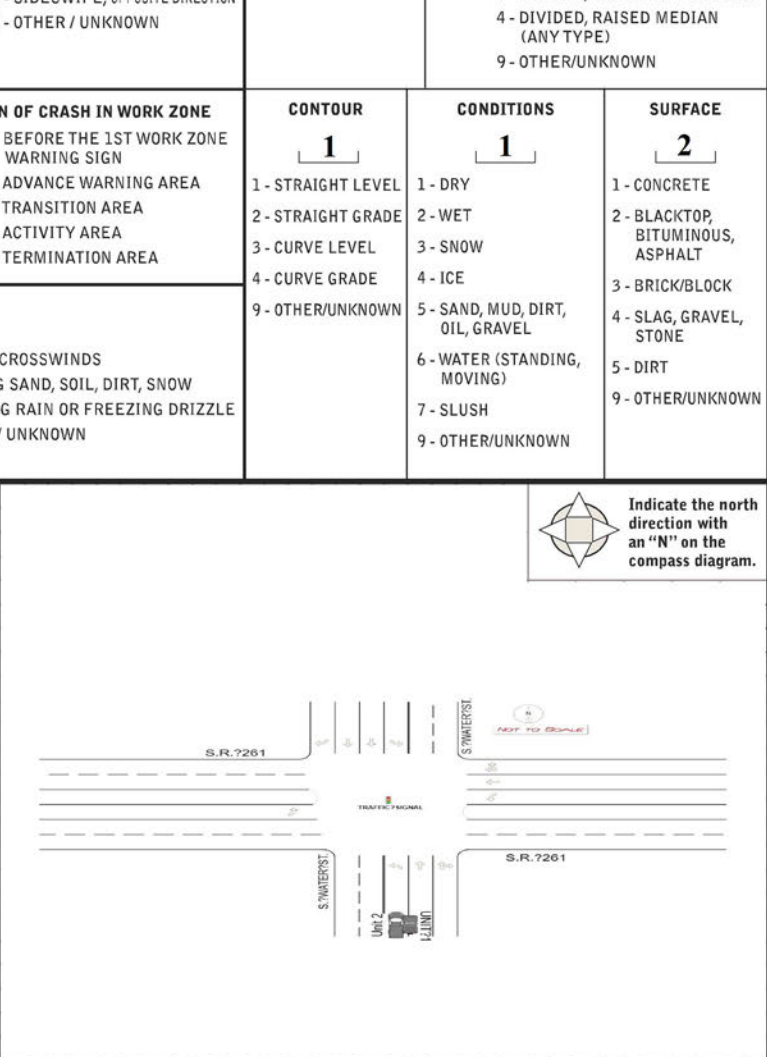 - OTHER / UNKNOWN
4 - DIVIDED, RAISED MEDIAN
(ANY TYPE)
9 - OTHER/UNKNOWN
N OF CRASH IN WORK ZONE
BEFORE THE 1ST WORK ZONE
WARNING SIGN
ADVANCE WARNING AREA
TRANSITION AREA
ACTIVITY AREA
TERMINATION AREA
CROSSWINDS
G SAND, SOIL, DIRT, SNOW
G RAIN OR FREEZING DRIZZLE
/ UNKNOWN
CONTOUR
1
1 - STRAIGHT LEVEL
2 - STRAIGHT GRADE
3 - CURVE LEVEL
4 - CURVE GRADE
9 - OTHER/UNKNOWN
CONDITIONS
1
1 - DRY
2 - WET
3 - SNOW
4 - ICE
5 - SAND, MUD, DIRT,
OIL, GRAVEL
6 - WATER (STANDING,
MOVING)
7 - SLUSH
9 - OTHER/UNKNOWN
SURFACE
2
1 - CONCRETE
2 - BLACKTOP,
BITUMINOUS,
ASPHALT
3 - BRICK/BLOCK
4 - SLAG, GRAVEL,
STONE
5 - DIRT
9 - OTHER/UNKNOWN
Indicate the north
direction with
an “N” on the
compass diagram.
S.?WATER?ST.
N
NOT TO SCALE
S.R.?261
TRAFFIC?SIGNAL
S.R.?261
S.?WATER?ST.
Unit 2
UNIT?1